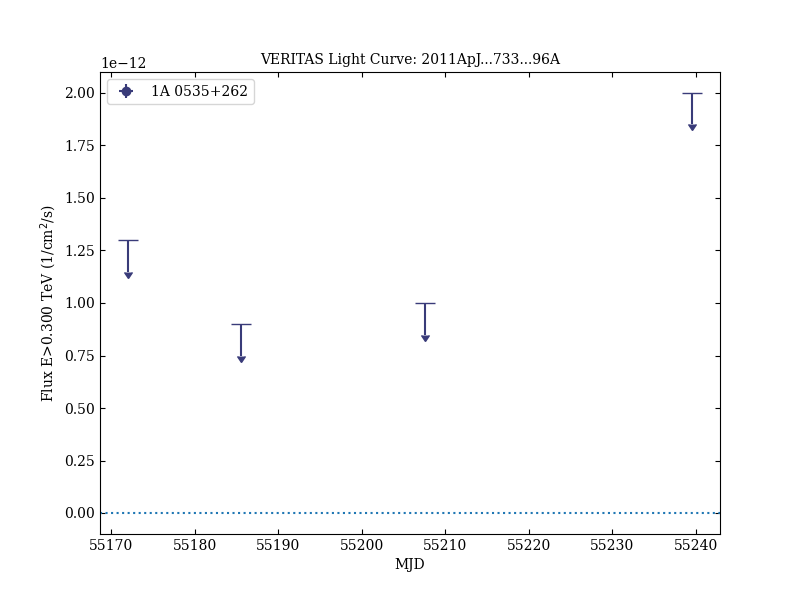 1e−12
VERITAS Light Curve: 2011ApJ...733...96A
1A 0535+262
2.00
1.75
1.50
1.25
1.00
0.75
0.50
0.25
0.00
Flux E>0.300 TeV (1/cm²/s)
55170 55180 55190 55200 55210 55220 55230 55240
MJD